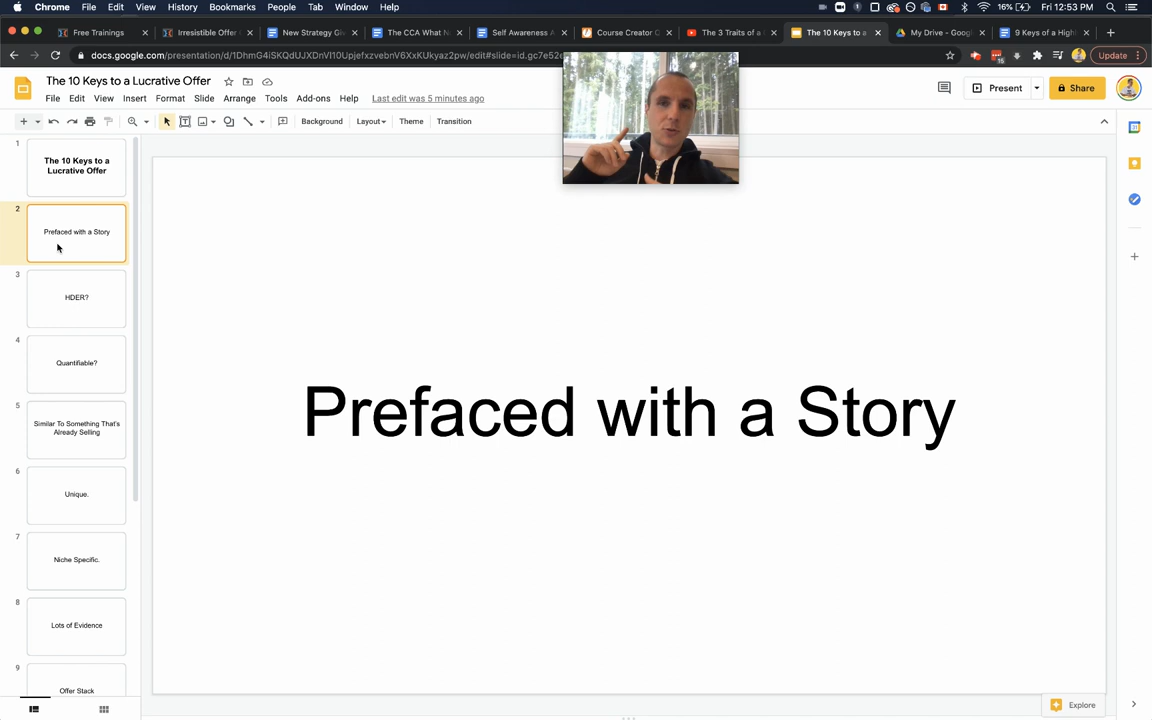 Chrome File Edit View History Bookmarks People Tab Window Help 16% Fri 12:53 PM
Free Trainings Irresistible Offer New Strategy Gi The CCA What N Self Awareness A Course Creator G The 3 Traits of a The 10 Keys to a My Drive - Goog 9 Keys of a High
docs.google.com/presentation/d/1DhmG4iSKQdUJXDnVI10Upjefxzvebn­V6XxKUkyaz2pw/edit#slide=id.gc7e52 Update
The 10 Keys to a Lucrative Offer
File Edit View Insert Format Slide Arrange Tools Add-ons Help Last edit was 5 minutes ago
Present Share
Background Layout Theme Transition
1
The 10 Keys to a
Lucrative Offer
2
Prefaced with a Story
3
HDER?
4
Quantifiable?
5
Similar To Something That's
Already Selling
6
Unique.
7
Niche Specific.
8
Lots of Evidence
9
Offer Stack
Prefaced with a Story
Explore